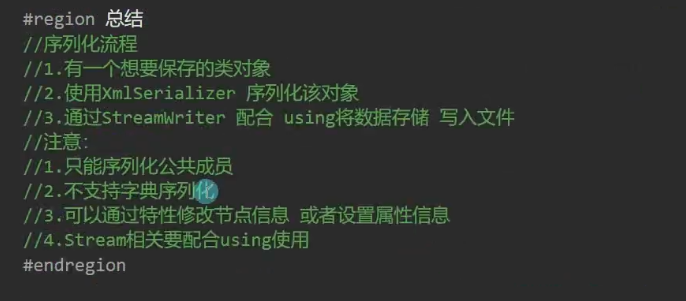 #region 总结
//序列化流程
//1.有一个想要保存的类对象
//2.使用XmlSerializer 序列化该对象
//3.通过StreamWriter 配合 using将数据存储 写入文件
//注意：
//1.只能序列化公共成员
//2.不支持字典序列化
//3.可以通过特性修改节点信息 或者设置属性信息
//4.Stream相关要配合using使用
#endregion